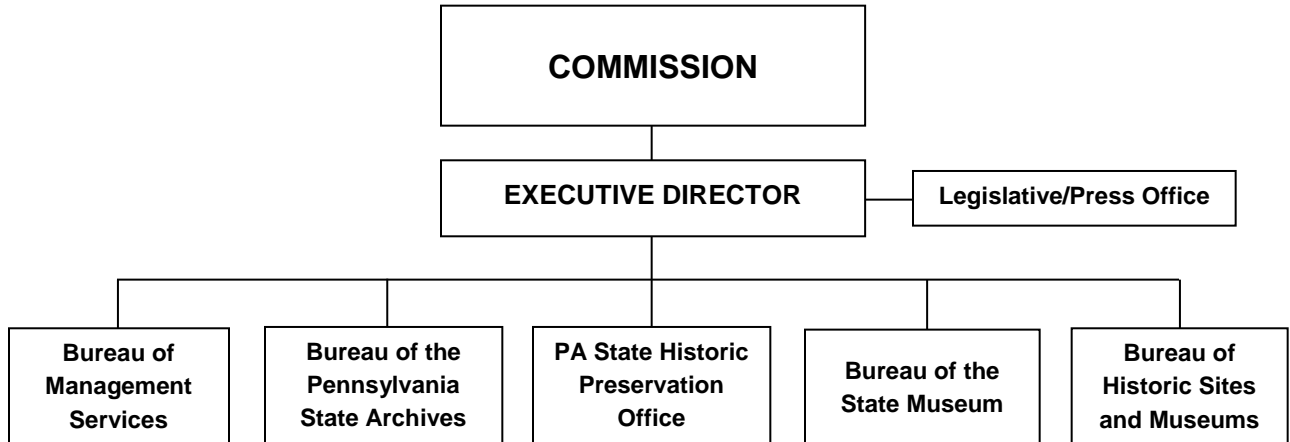 COMMISSION
EXECUTIVE DIRECTOR
Legislative/Press Office
Bureau of
Management
Services
Bureau of the
Pennsylvania
State Archives
PA State Historic
Preservation
Office
Bureau of the
State Museum
Bureau of
Historic Sites
and Museums